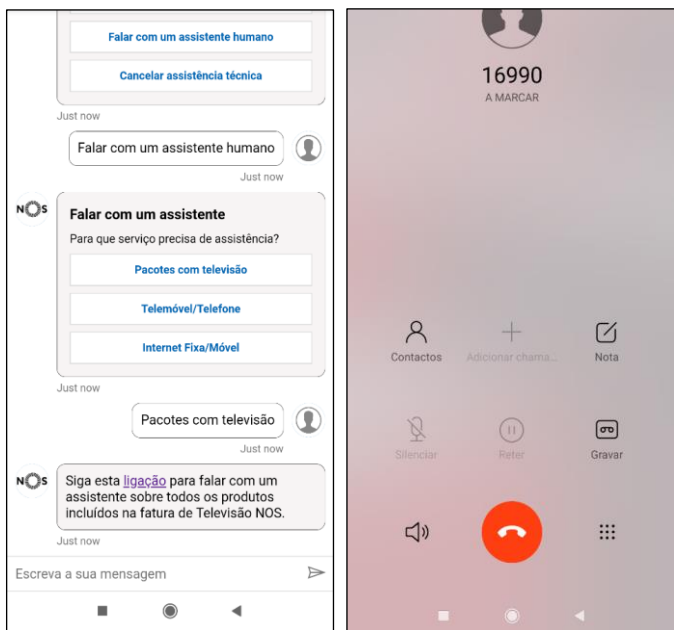 Falar com um assistente humano
Cancelar assistência técnica
Just now
Falar com um assistente humano
Just now
NOS
Falar com um assistente
Para que serviço precisa de assistência?
Pacotes com televisão
Telemóvel/Telefone
Internet Fixa/Móvel
Just now
Pacotes com televisão
Just now
NOS
Siga esta ligação para falar com um
assistente sobre todos os produtos
incluídos na fatura de Televisão NOS.
Just now
Escreva a sua mensagem
16990
A MARCAR
Contactos
Adicionar chama...
Nota
Silenciar
Reter
Gravar